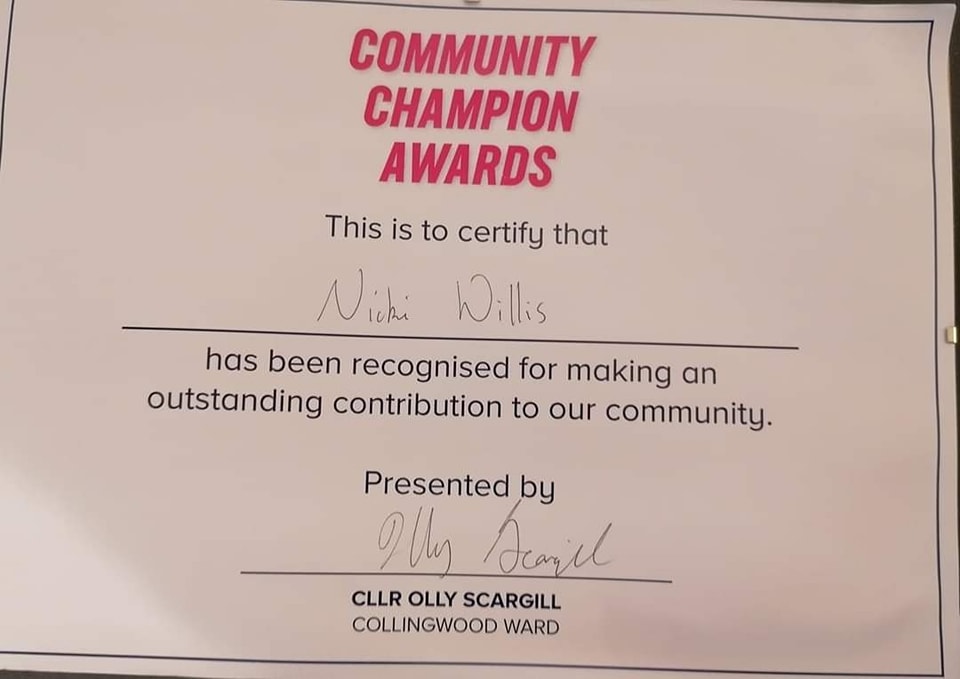 COMMUNITY
CHAMPION
AWARDS
This is to certify that
Nicki Willis
has been recognised for making an
outstanding contribution to our community.
Presented by
Olly Scargill
CLLR OLLY SCARGILL
COLLINGWOOD WARD